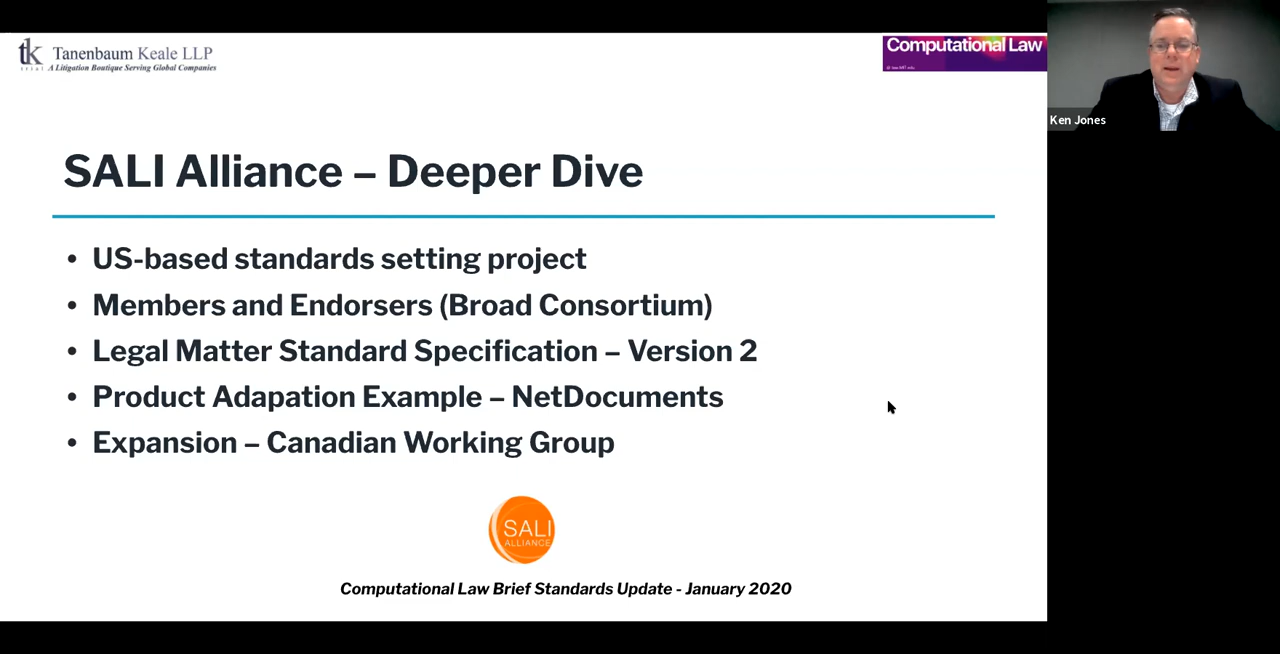 tk
TRIAL
Tanenbaum Keale LLP
A Litigation Boutique Serving Global Companies
Computational Law
Ken Jones
SALI Alliance – Deeper Dive
• US-based standards setting project
• Members and Endorsers (Broad Consortium)
• Legal Matter Standard Specification – Version 2
• Product Adapation Example – NetDocuments
• Expansion – Canadian Working Group
SALI
ALLIANCE
Computational Law Brief Standards Update - January 2020